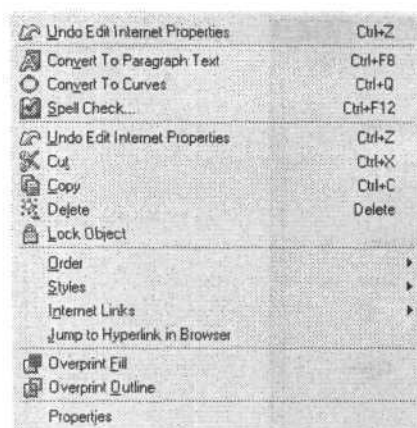 Undo Edit Internet Properties Ctrl+Z
Convert To Paragraph Text Ctrl+F8
Convert To Curves Ctrl+Q
Spell Check... Ctrl+F12
Undo Edit Internet Properties Ctrl+Z
Cut Ctrl+X
Copy Ctrl+C
Delete Delete
Lock Object
Order
Styles
Internet Links
Jump to Hyperlink in Browser
Overprint Fill
Overprint Outline
Properties